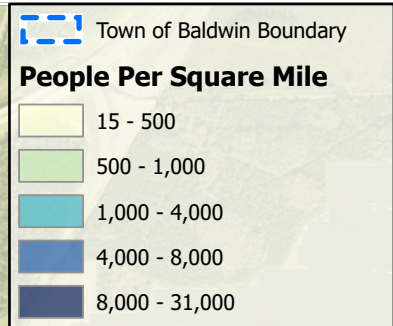 Town of Baldwin Boundary
People Per Square Mile
15 - 500
500 - 1,000
1,000 - 4,000
4,000 - 8,000
8,000 - 31,000